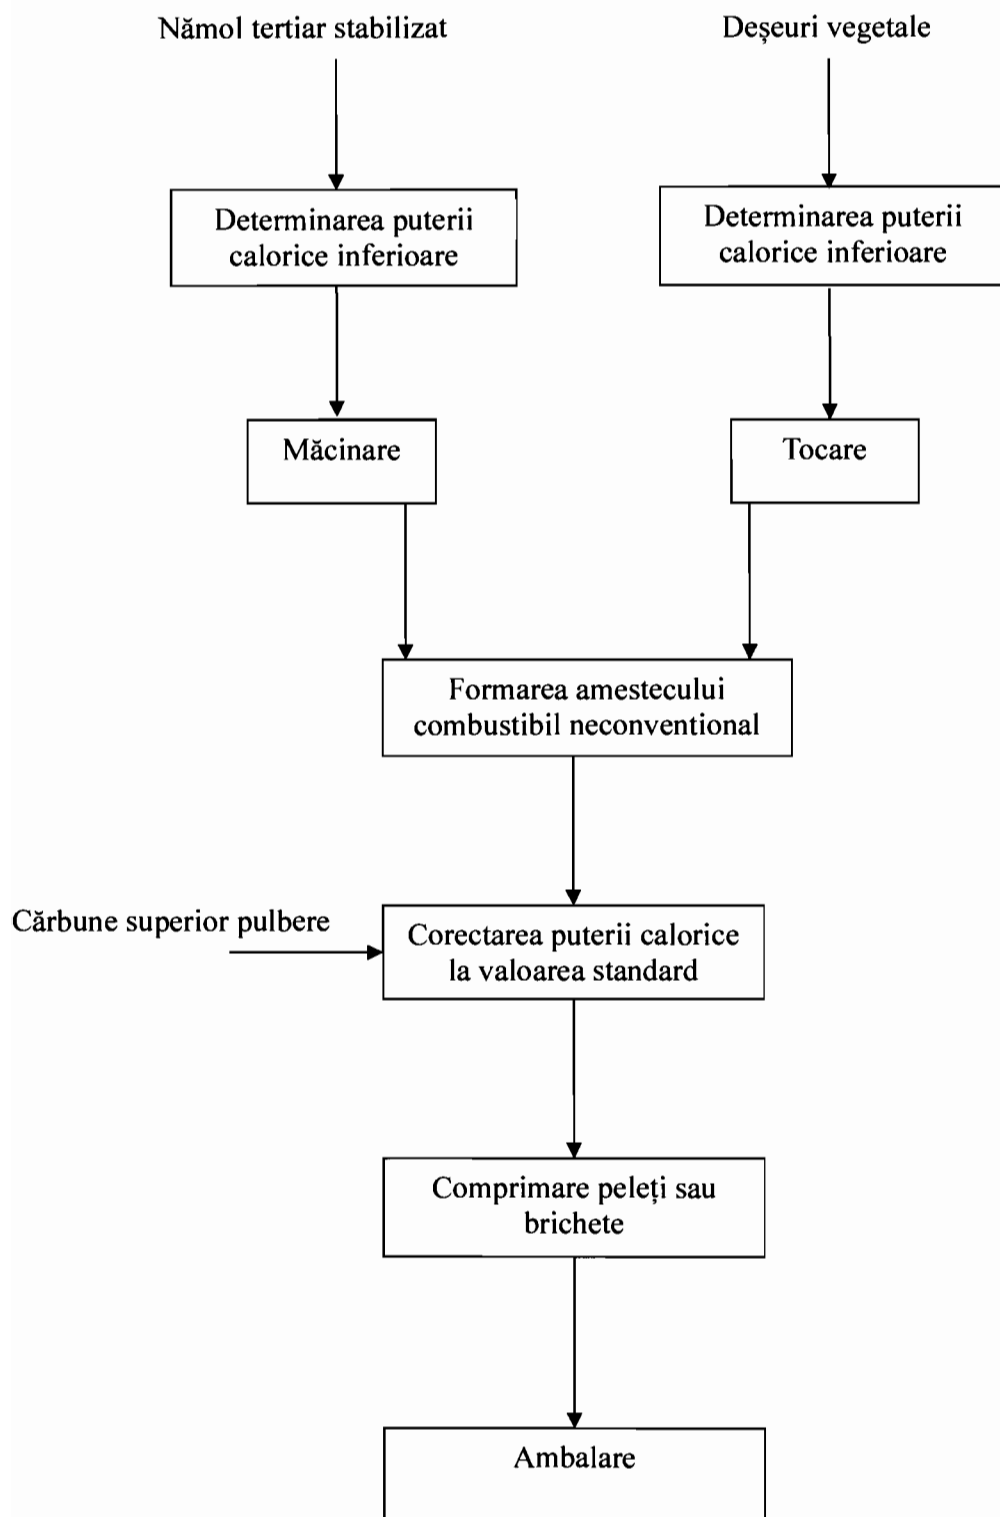 Nămol tertiar stabilizat
Deșeuri vegetale
Determinarea puterii
calorice inferioare
Determinarea puterii
calorice inferioare
Măcinare
Tocare
Formarea amestecului
combustibil neconventional
Cărbune superior pulbere
Corectarea puterii calorice
la valoarea standard
Comprimare peleți sau
brichete
Ambalare